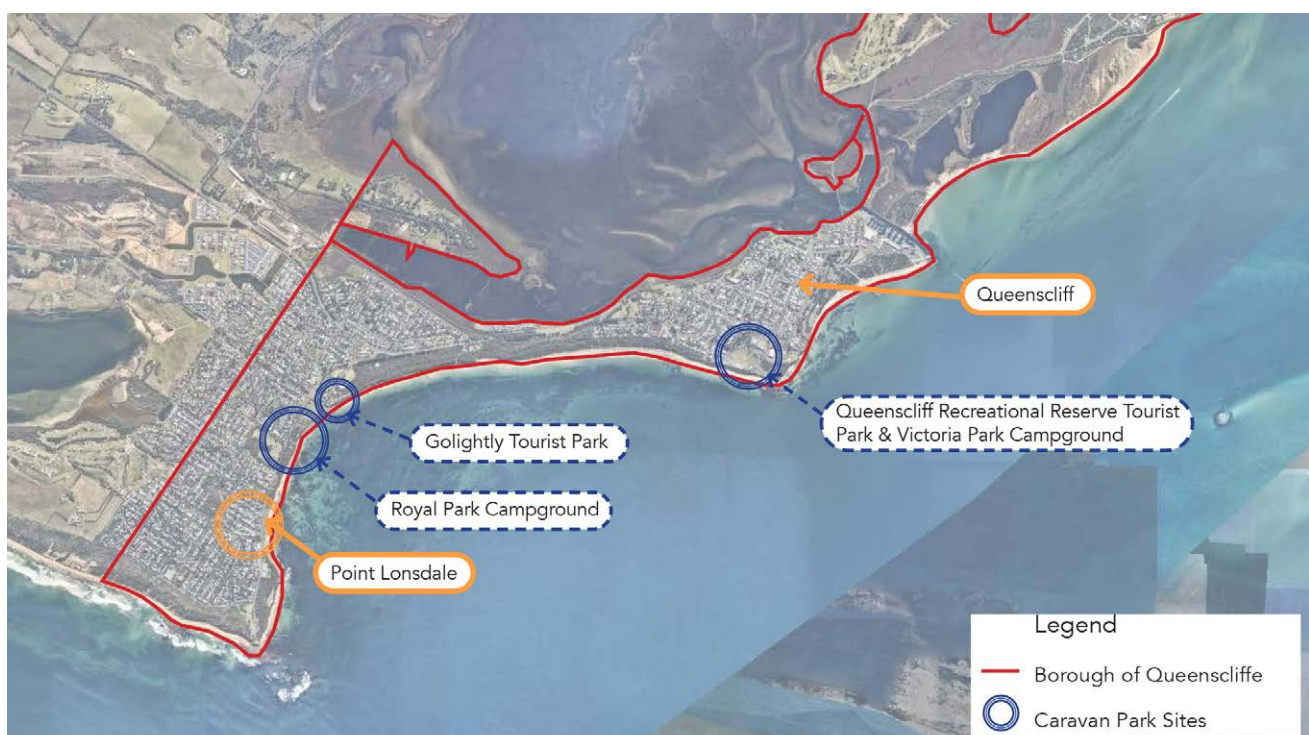 Queenscliff
Queenscliff Recreational Reserve Tourist
Park & Victoria Park Campground
Golightly Tourist Park
Royal Park Campground
Point Lonsdale
Legend
Borough of Queenscliffe
Caravan Park Sites